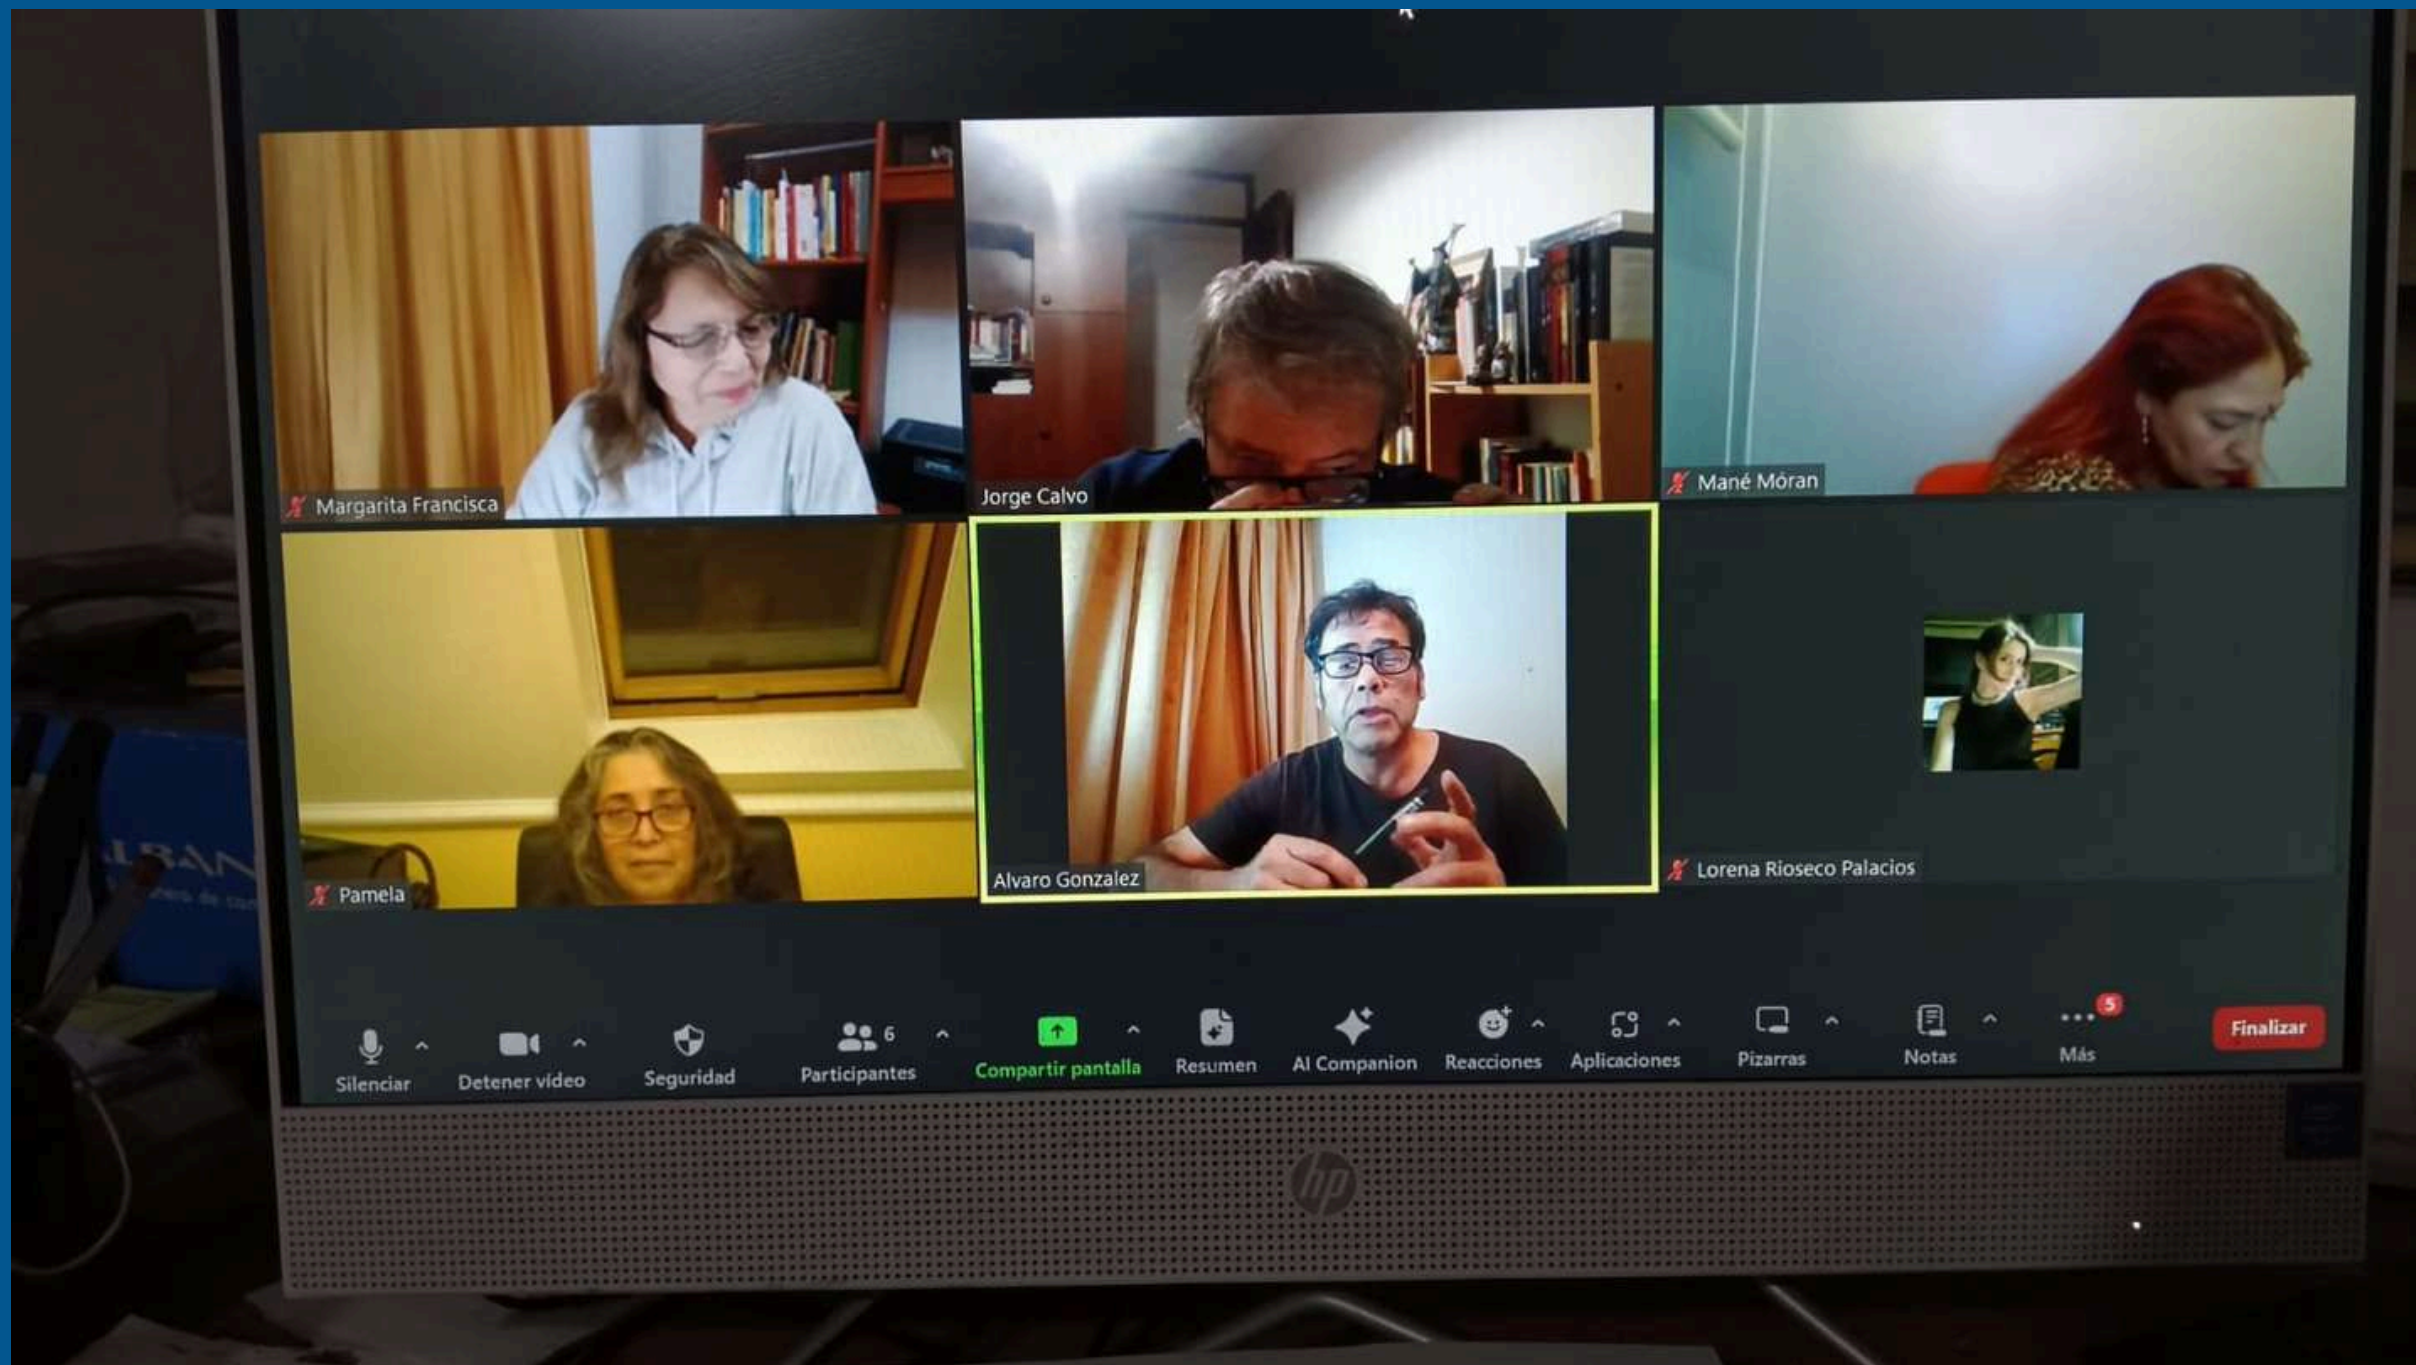 Margarita Francisca
Jorge Calvo
Mané Móran
Pamela
Alvaro Gonzalez
Lorena Rioseco Palacios
6
5
Silenciar
Detener vídeo
Seguridad
Participantes
Compartir pantalla
Resumen
AI Companion
Reacciones
Aplicaciones
Pizarras
Notas
Más
Finalizar
hp